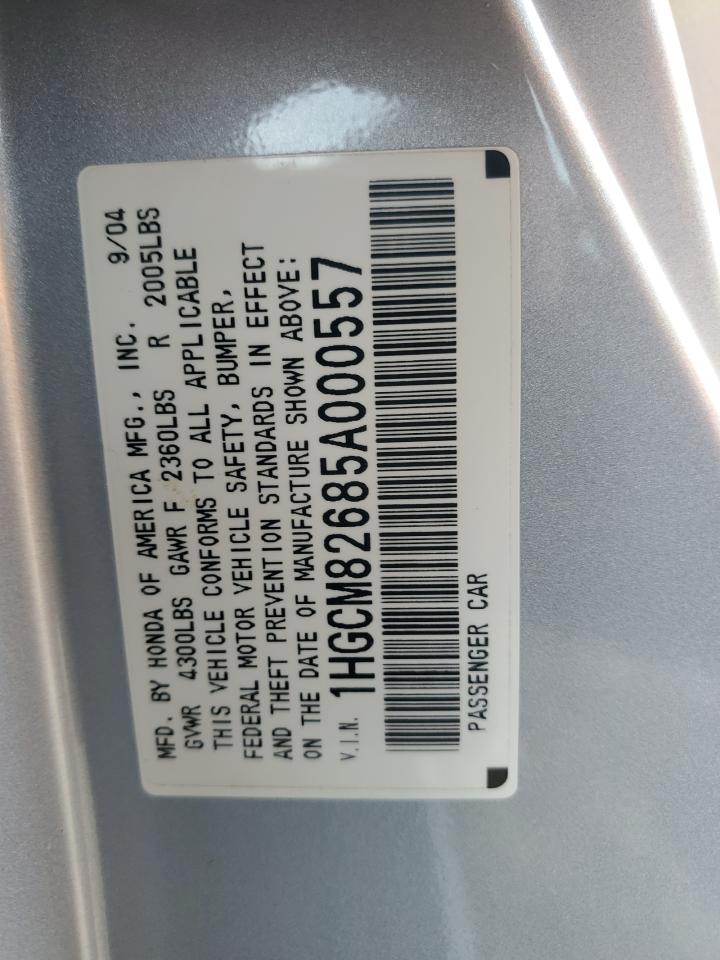 MFD. BY HONDA OF AMERICA MFG., INC. 9/04
GVWR 4300LBS GAWR F 2360LBS R 2005LBS
THIS VEHICLE CONFORMS TO ALL APPLICABLE
FEDERAL MOTOR VEHICLE SAFETY, BUMPER,
AND THEFT PREVENTION STANDARDS IN EFFECT
ON THE DATE OF MANUFACTURE SHOWN ABOVE:
V.I.N. 1HGCM82685A000557
PASSENGER CAR